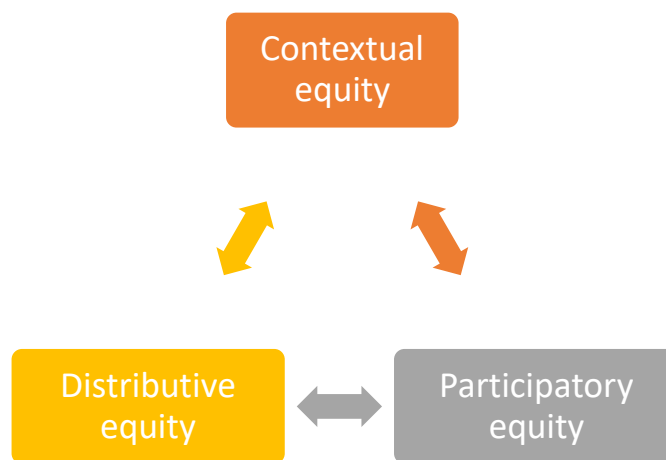 Contextual
equity
Distributive
equity
Participatory
equity